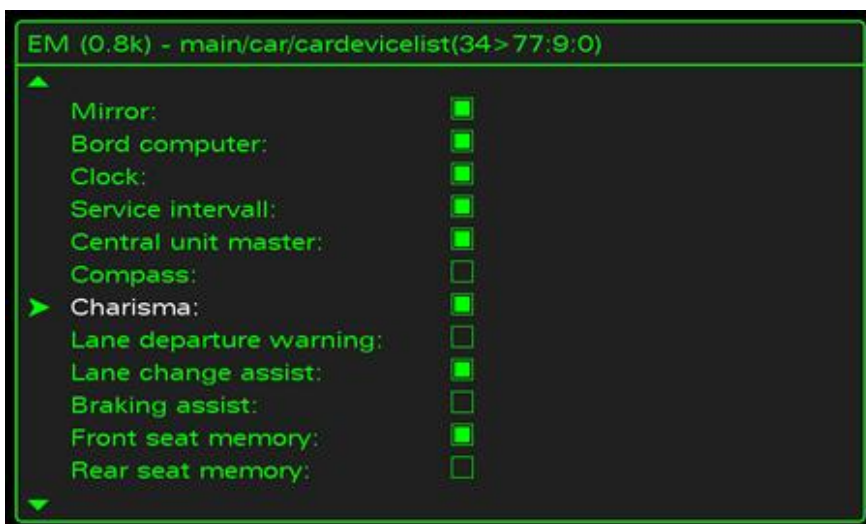 EM (0.8k) - main/car/cardevicelist(34>77:9:0)
Mirror:
Bord computer:
Clock:
Service intervall:
Central unit master:
Compass:
Charisma:
Lane departure warning:
Lane change assist:
Braking assist:
Front seat memory:
Rear seat memory: